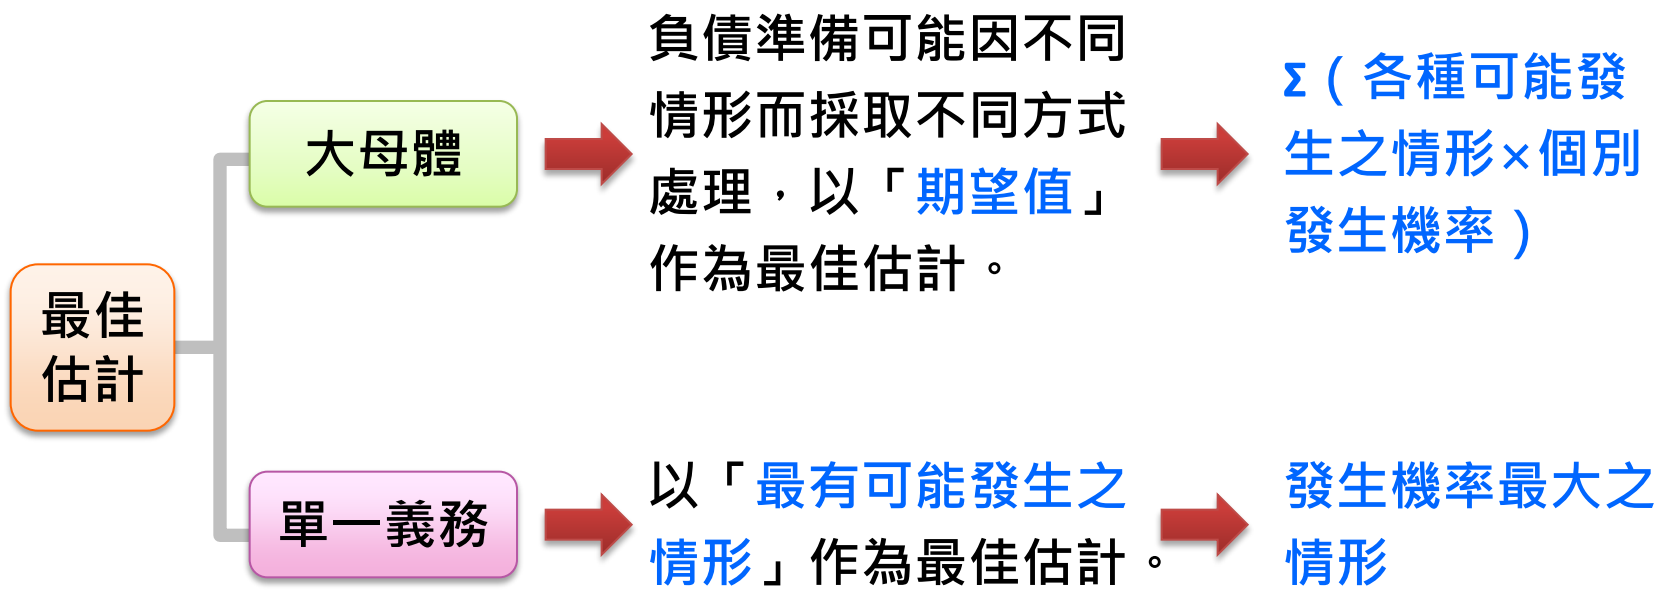 最佳
估計
大母體
負債準備可能因不同
情形而採取不同方式
處理，以「期望值」
作為最佳估計。
Σ（各種可能發
生之情形×個別
發生機率）
單一義務
以「最有可能發生之
情形」作為最佳估計。
發生機率最大之
情形